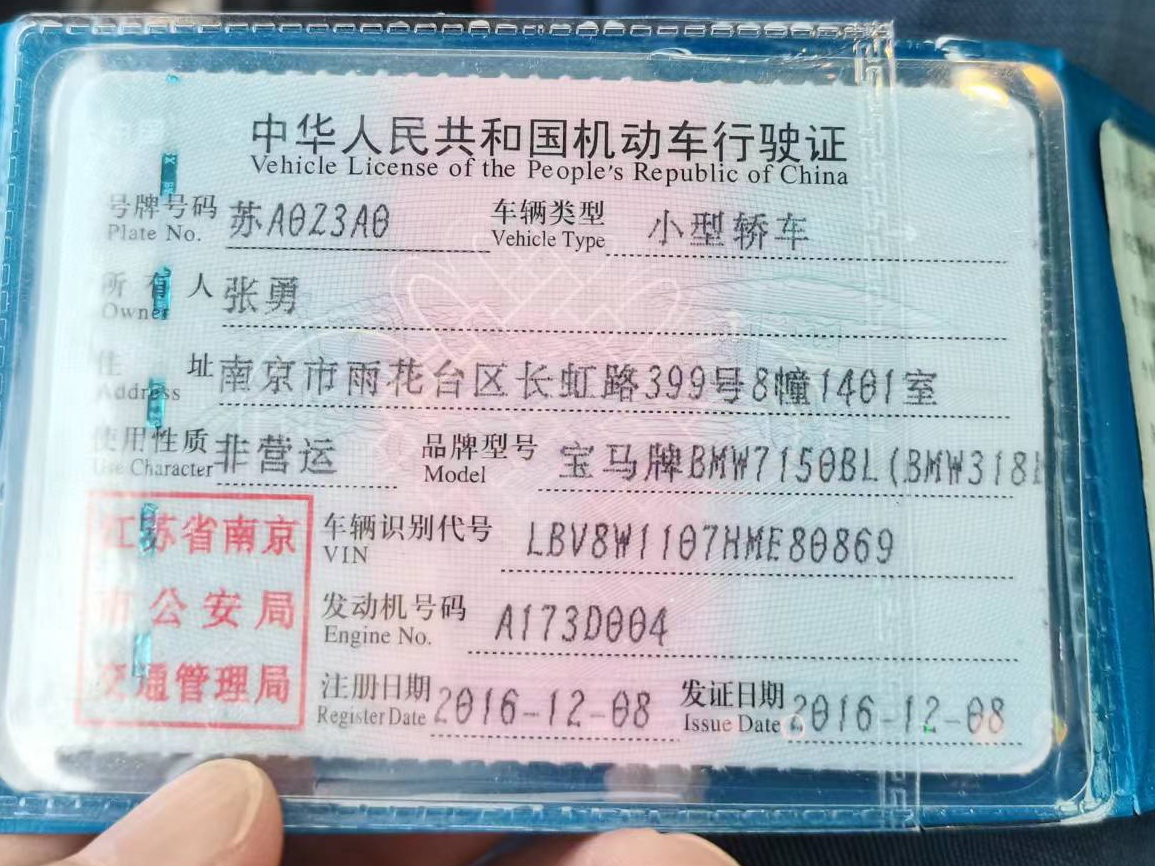 中华人民共和国机动车行驶证
Vehicle License of the People's Republic of China
号牌号码 苏A0Z3A0 车辆类型 小型轿车
Plate No. Vehicle Type
所有人 张勇
Owner
住址 南京市雨花台区长虹路399号8幢1401室
Address
使用性质 非营运 品牌型号 宝马牌BMW7150BL(BMW318
Use Character Model
江苏省南京
市公安局
交通管理局
车辆识别代号 LBV8W1107HME80869
VIN
发动机号码 A173D004
Engine No.
注册日期 2016-12-08 发证日期 2016-12-08
Register Date Issue Date